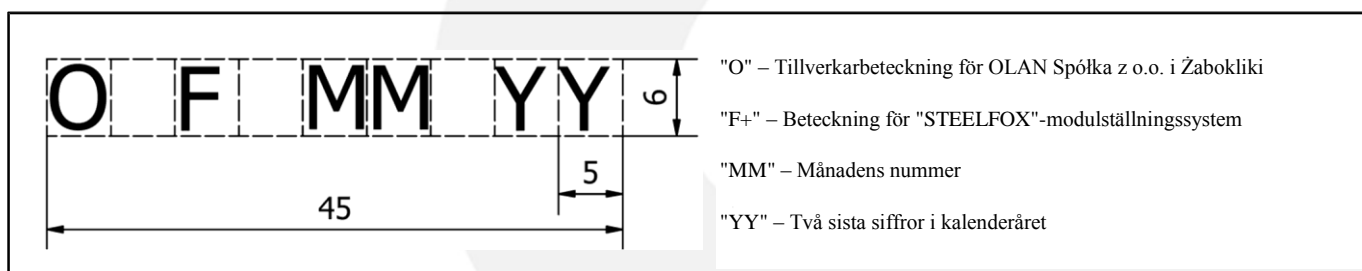 O F MM YY
6
5
45
"O" – Tillverkarbeteckning för OLAN Spółka z o.o. i Żabokliki
"F+" – Beteckning för "STEELFOX"-modulställningssystem
"MM" – Månadens nummer
"YY" – Två sista siffror i kalenderåret